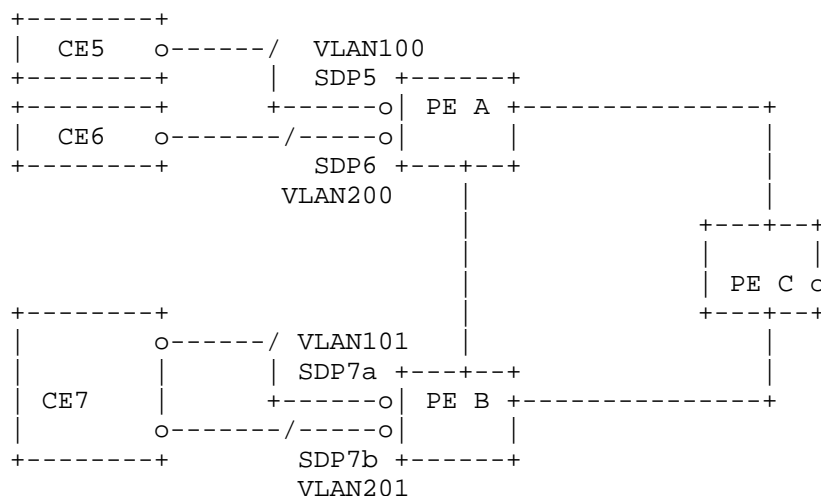 CE5 VLAN100
SDP5
CE6 PE A
SDP6
VLAN200
PE C
VLAN101
SDP7a
CE7 PE B
SDP7b
VLAN201